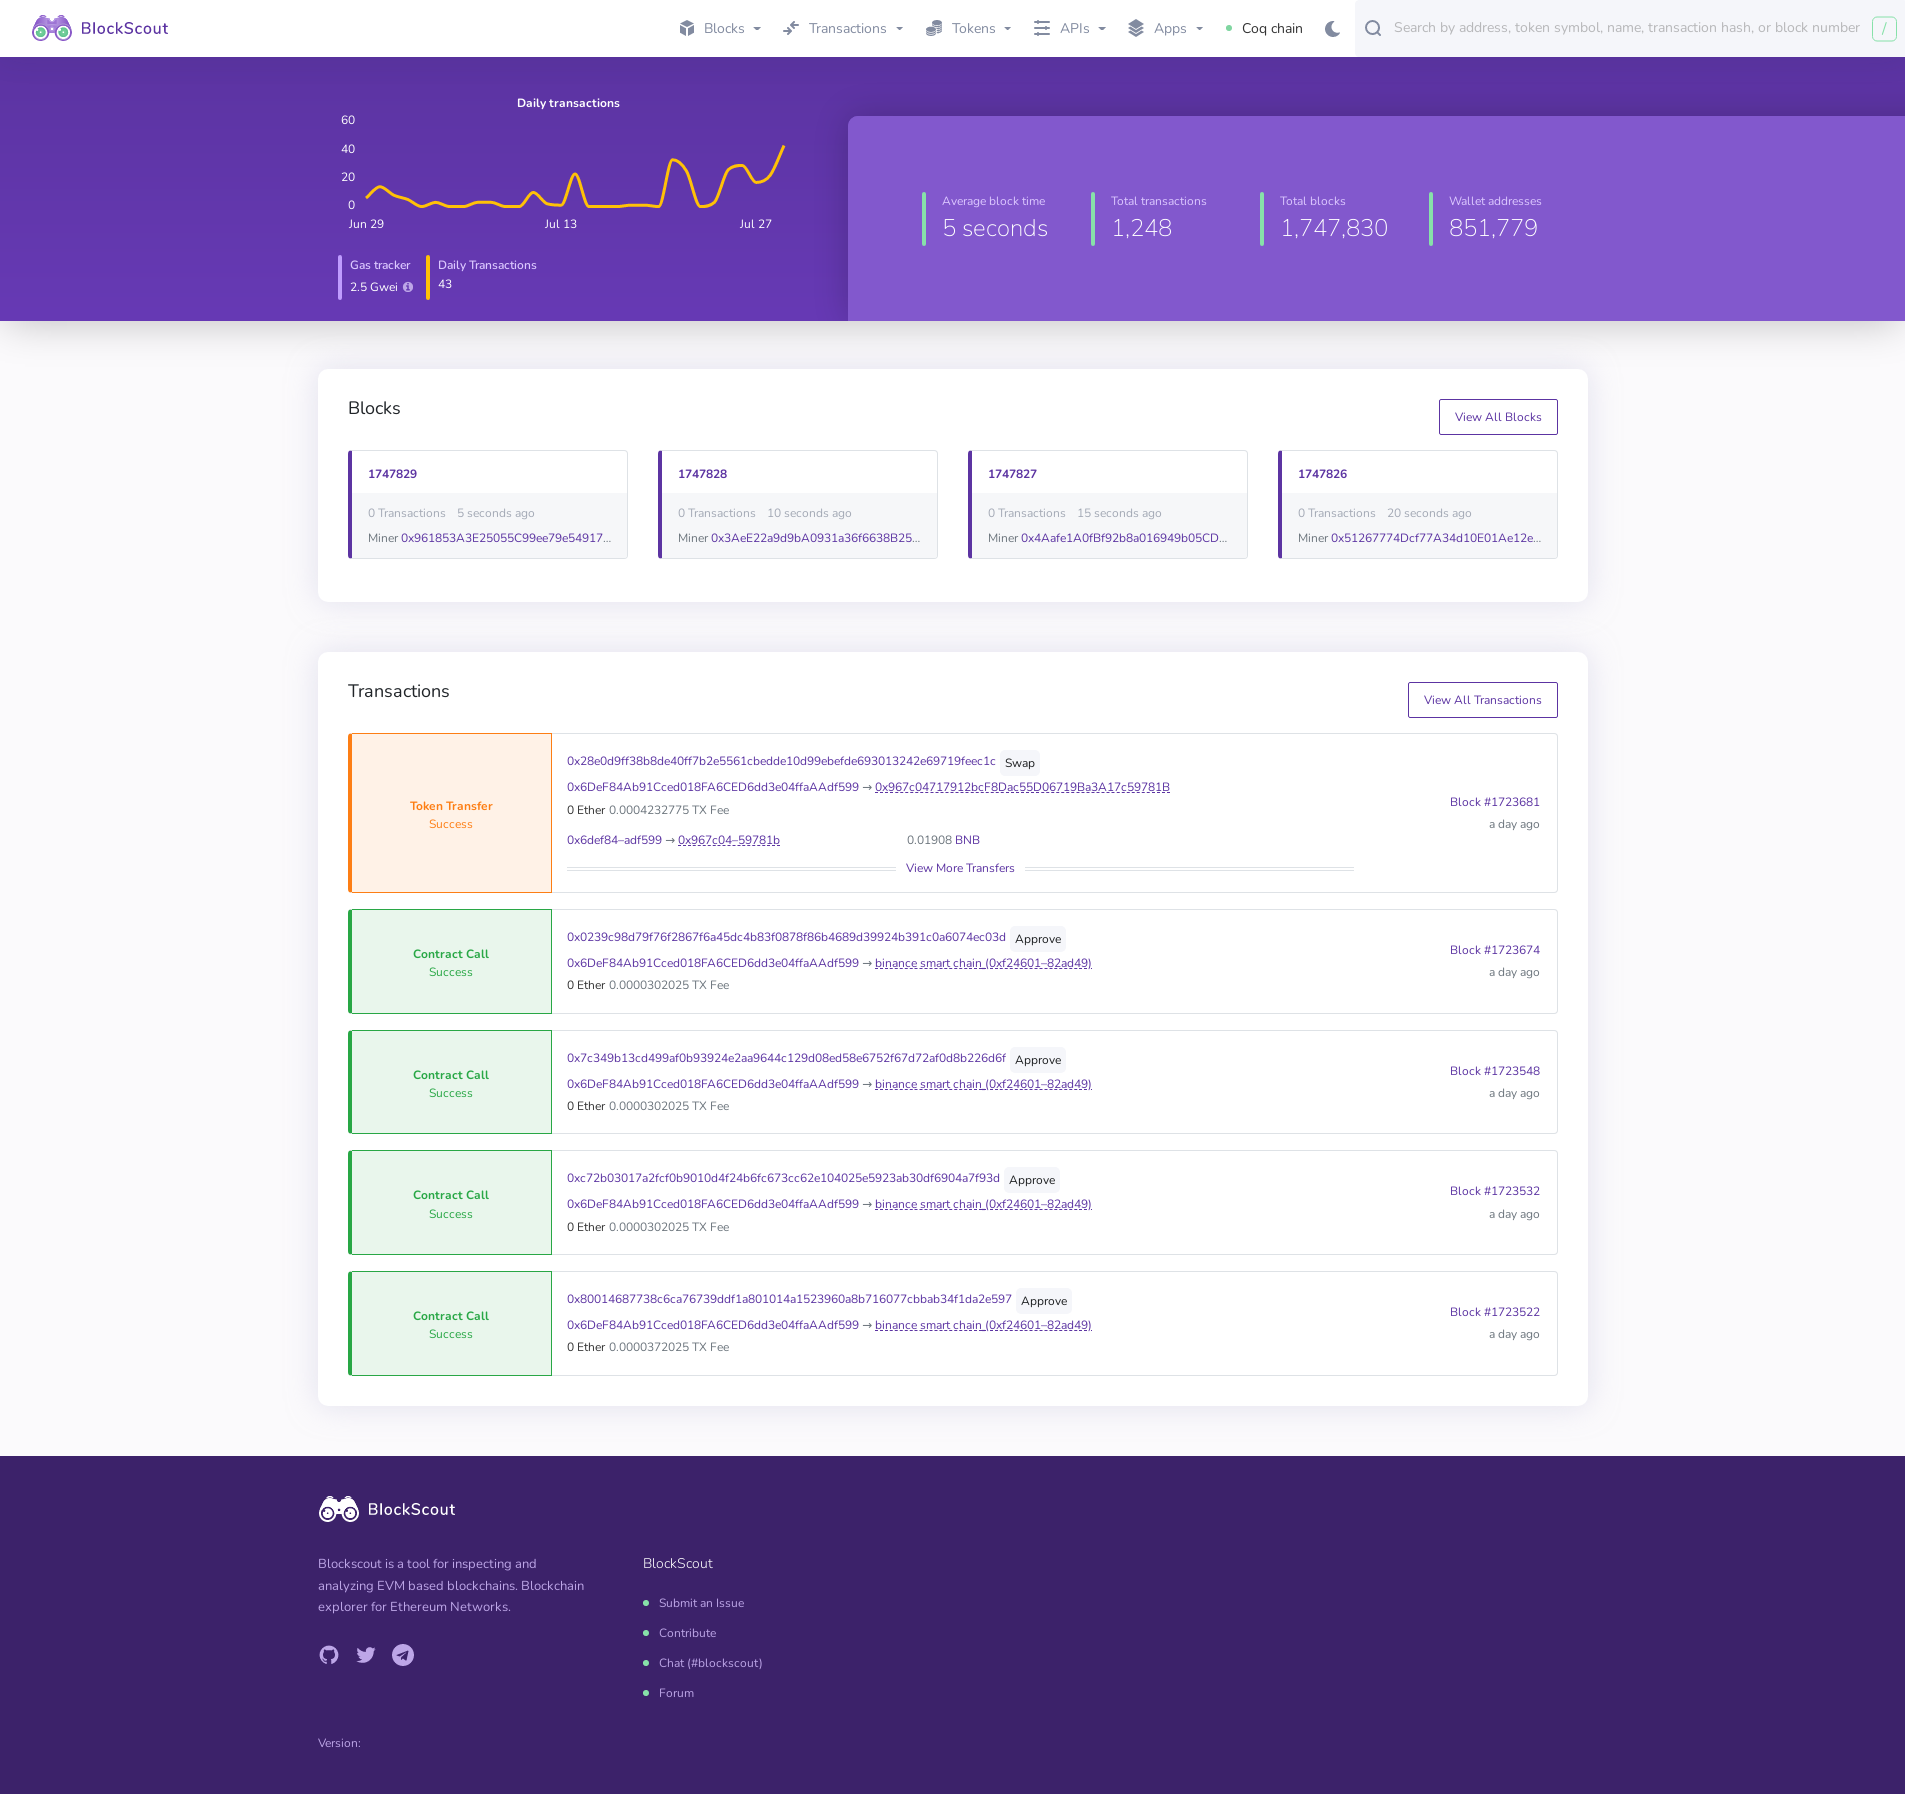 BlockScout
Blocks
Transactions
Tokens
APIs
Apps
Coq chain
Search by address, token symbol, name, transaction hash, or block number
/
Daily transactions
60
40
20
0
Jun 29
Jul 13
Jul 27
Gas tracker
2.5 Gwei
Daily Transactions
43
Average block time
5 seconds
Total transactions
1,248
Total blocks
1,747,830
Wallet addresses
851,779
Blocks
View All Blocks
1747829
0 Transactions 5 seconds ago
Miner 0x961853A3E25055C99ee79e54917...
1747828
0 Transactions 10 seconds ago
Miner 0x3AeE22a9d9bA0931a36f6638B25...
1747827
0 Transactions 15 seconds ago
Miner 0x4Aafe1A0fBf92b8a016949b05CD...
1747826
0 Transactions 20 seconds ago
Miner 0x51267774Dcf77A34d10E01Ae12e...
Transactions
View All Transactions
Token Transfer
Success
0x28e0d9ff38b8de40ff7b2e5561cbedde10d99ebefde693013242e69719feec1c Swap
0x6DeF84Ab91Cced018FA6CED6dd3e04ffaAAdf599 → 0x967c04717912bcF8Dac55D06719Ba3A17c59781B
0 Ether 0.0004232775 TX Fee
0x6def84–adf599 → 0x967c04–59781b 0.01908 BNB
View More Transfers
Block #1723681
a day ago
Contract Call
Success
0x0239c98d79f76f2867f6a45dc4b83f0878f86b4689d39924b391c0a6074ec03d Approve
0x6DeF84Ab91Cced018FA6CED6dd3e04ffaAAdf599 → binance smart chain (0xf24601–82ad49)
0 Ether 0.0000302025 TX Fee
Block #1723674
a day ago
Contract Call
Success
0x7c349b13cd499af0b93924e2aa9644c129d08ed58e6752f67d72af0d8b226d6f Approve
0x6DeF84Ab91Cced018FA6CED6dd3e04ffaAAdf599 → binance smart chain (0xf24601–82ad49)
0 Ether 0.0000302025 TX Fee
Block #1723548
a day ago
Contract Call
Success
0xc72b03017a2fcf0b9010d4f24b6fc673cc62e104025e5923ab30df6904a7f93d Approve
0x6DeF84Ab91Cced018FA6CED6dd3e04ffaAAdf599 → binance smart chain (0xf24601–82ad49)
0 Ether 0.0000302025 TX Fee
Block #1723532
a day ago
Contract Call
Success
0x80014687738c6ca76739ddf1a801014a1523960a8b716077cbbab34f1da2e597 Approve
0x6DeF84Ab91Cced018FA6CED6dd3e04ffaAAdf599 → binance smart chain (0xf24601–82ad49)
0 Ether 0.0000372025 TX Fee
Block #1723522
a day ago
BlockScout
Blockscout is a tool for inspecting and
analyzing EVM based blockchains. Blockchain
explorer for Ethereum Networks.
BlockScout
Submit an Issue
Contribute
Chat (#blockscout)
Forum
Version: